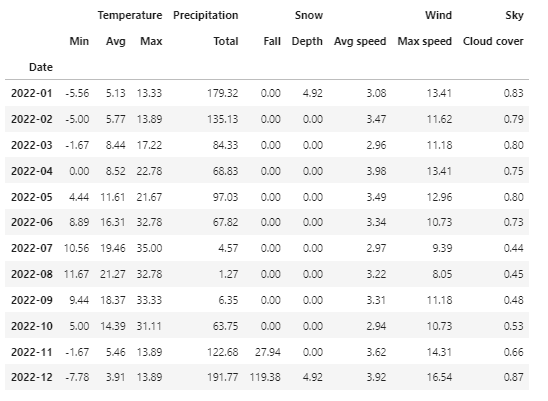 Temperature Precipitation Snow Wind Sky
Min Avg Max Total Fall Depth Avg speed Max speed Cloud cover
Date
2022-01 -5.56 5.13 13.33 179.32 0.00 4.92 3.08 13.41 0.83
2022-02 -5.00 5.77 13.89 135.13 0.00 0.00 3.47 11.62 0.79
2022-03 -1.67 8.44 17.22 84.33 0.00 0.00 2.96 11.18 0.80
2022-04 0.00 8.52 22.78 68.83 0.00 0.00 3.98 13.41 0.75
2022-05 4.44 11.61 21.67 97.03 0.00 0.00 3.49 12.96 0.80
2022-06 8.89 16.31 32.78 67.82 0.00 0.00 3.34 10.73 0.73
2022-07 10.56 19.46 35.00 4.57 0.00 0.00 2.97 9.39 0.44
2022-08 11.67 21.27 32.78 1.27 0.00 0.00 3.22 8.05 0.45
2022-09 9.44 18.37 33.33 6.35 0.00 0.00 3.31 11.18 0.48
2022-10 5.00 14.39 31.11 63.75 0.00 0.00 2.94 10.73 0.53
2022-11 -1.67 5.46 13.89 122.68 27.94 0.00 3.62 14.31 0.66
2022-12 -7.78 3.91 13.89 191.77 119.38 4.92 3.92 16.54 0.87